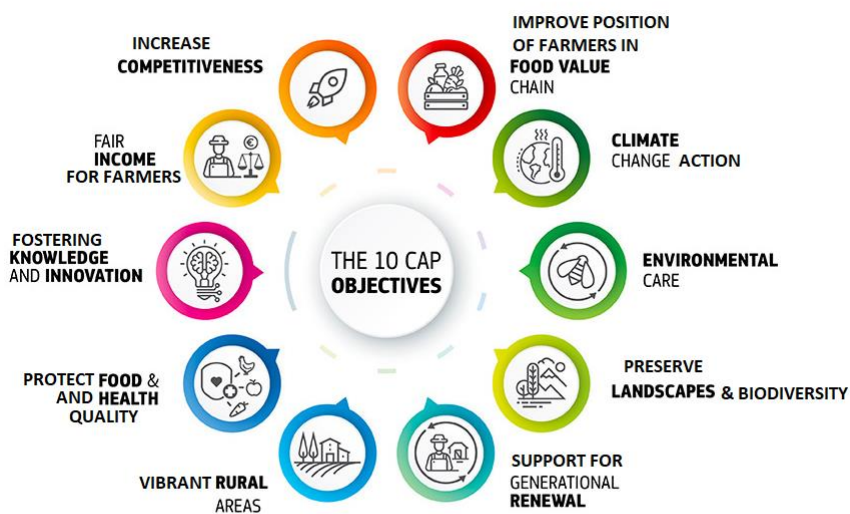 THE 10 CAP
OBJECTIVES
INCREASE
COMPETITIVENESS
IMPROVE POSITION
OF FARMERS IN
FOOD VALUE
CHAIN
CLIMATE
CHANGE ACTION
ENVIRONMENTAL
CARE
PRESERVE
LANDSCAPES & BIODIVERSITY
SUPPORT FOR
GENERATIONAL
RENEWAL
VIBRANT RURAL
AREAS
PROTECT FOOD &
AND HEALTH
QUALITY
FOSTERING
KNOWLEDGE
AND INNOVATION
FAIR
INCOME
FOR FARMERS
€